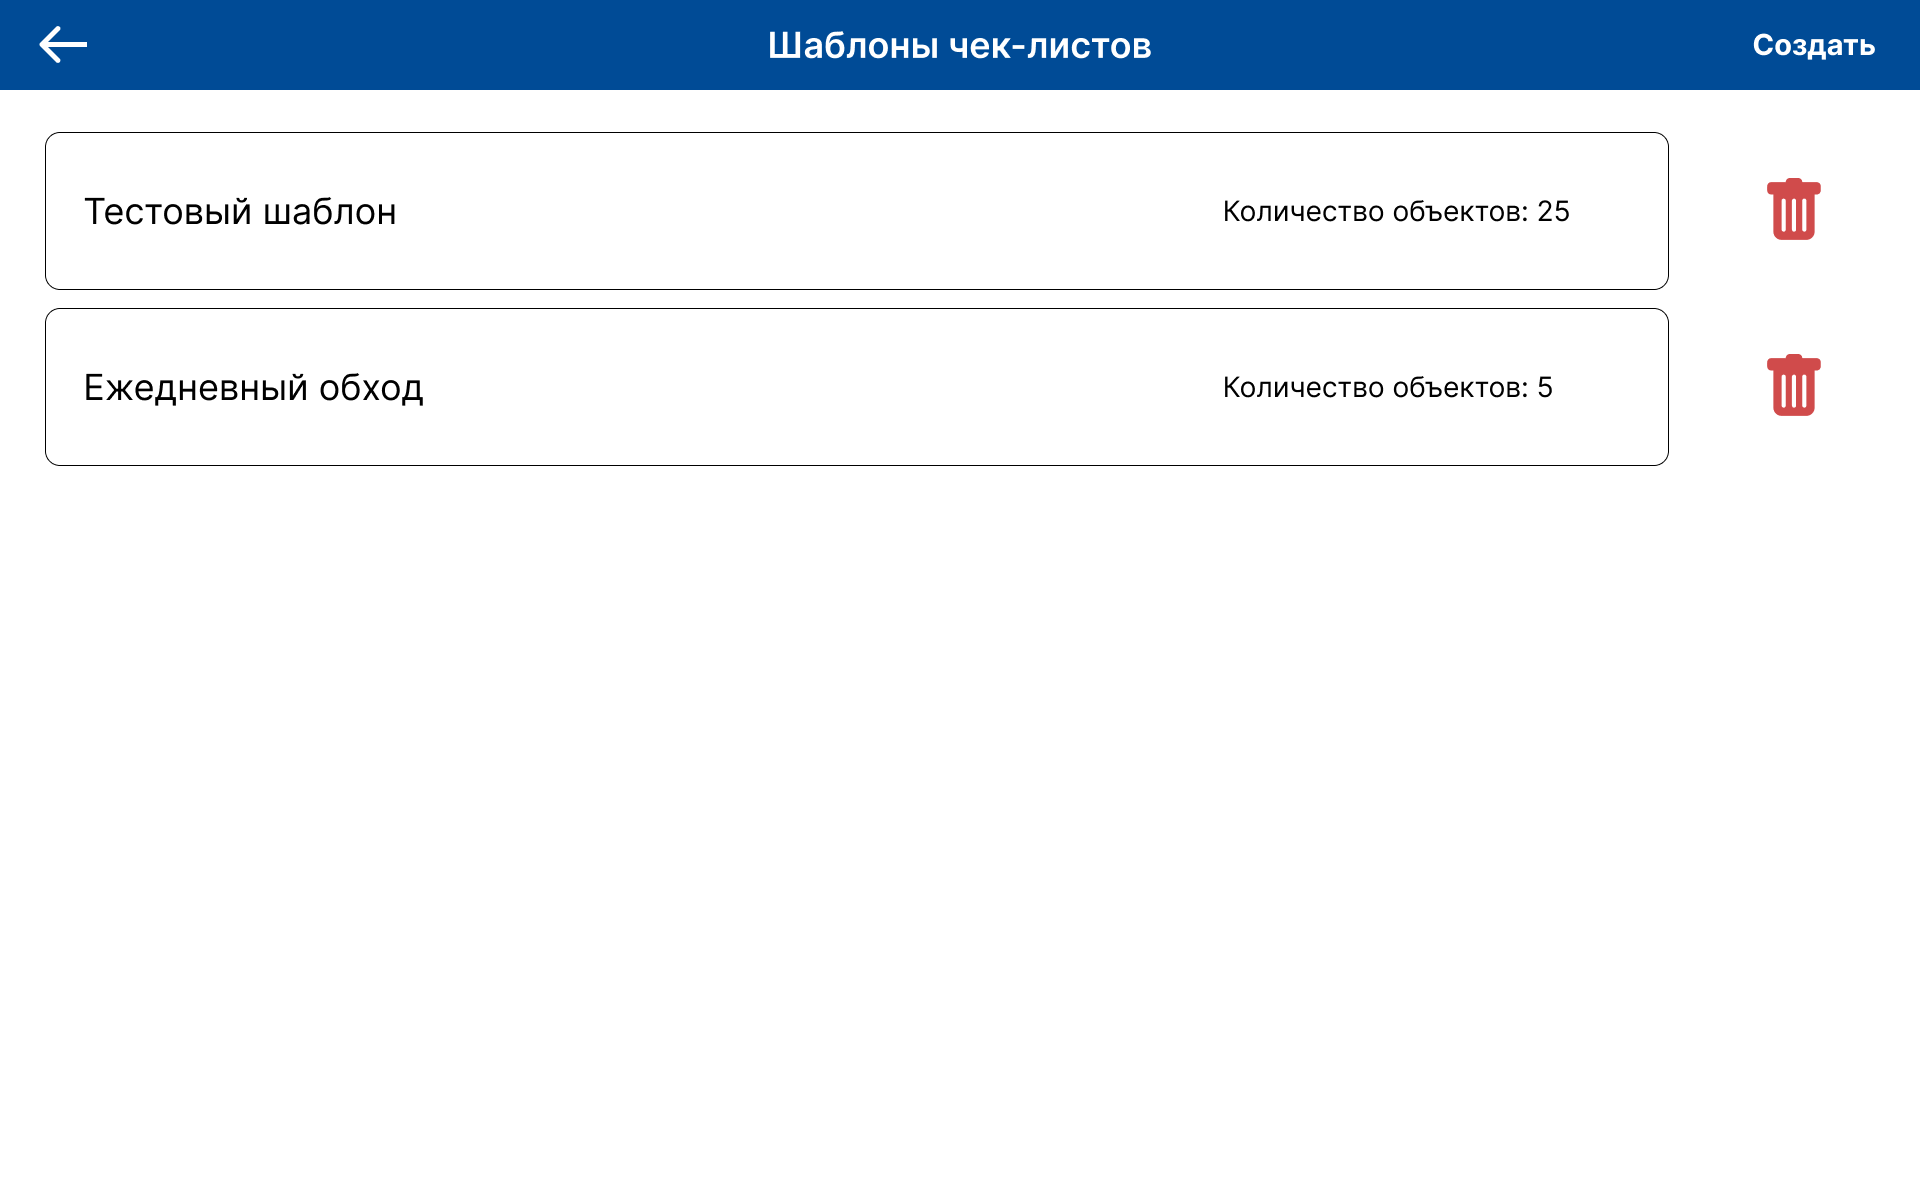 Шаблоны чек-листов
Создать
Тестовый шаблон
Количество объектов: 25
Ежедневный обход
Количество объектов: 5